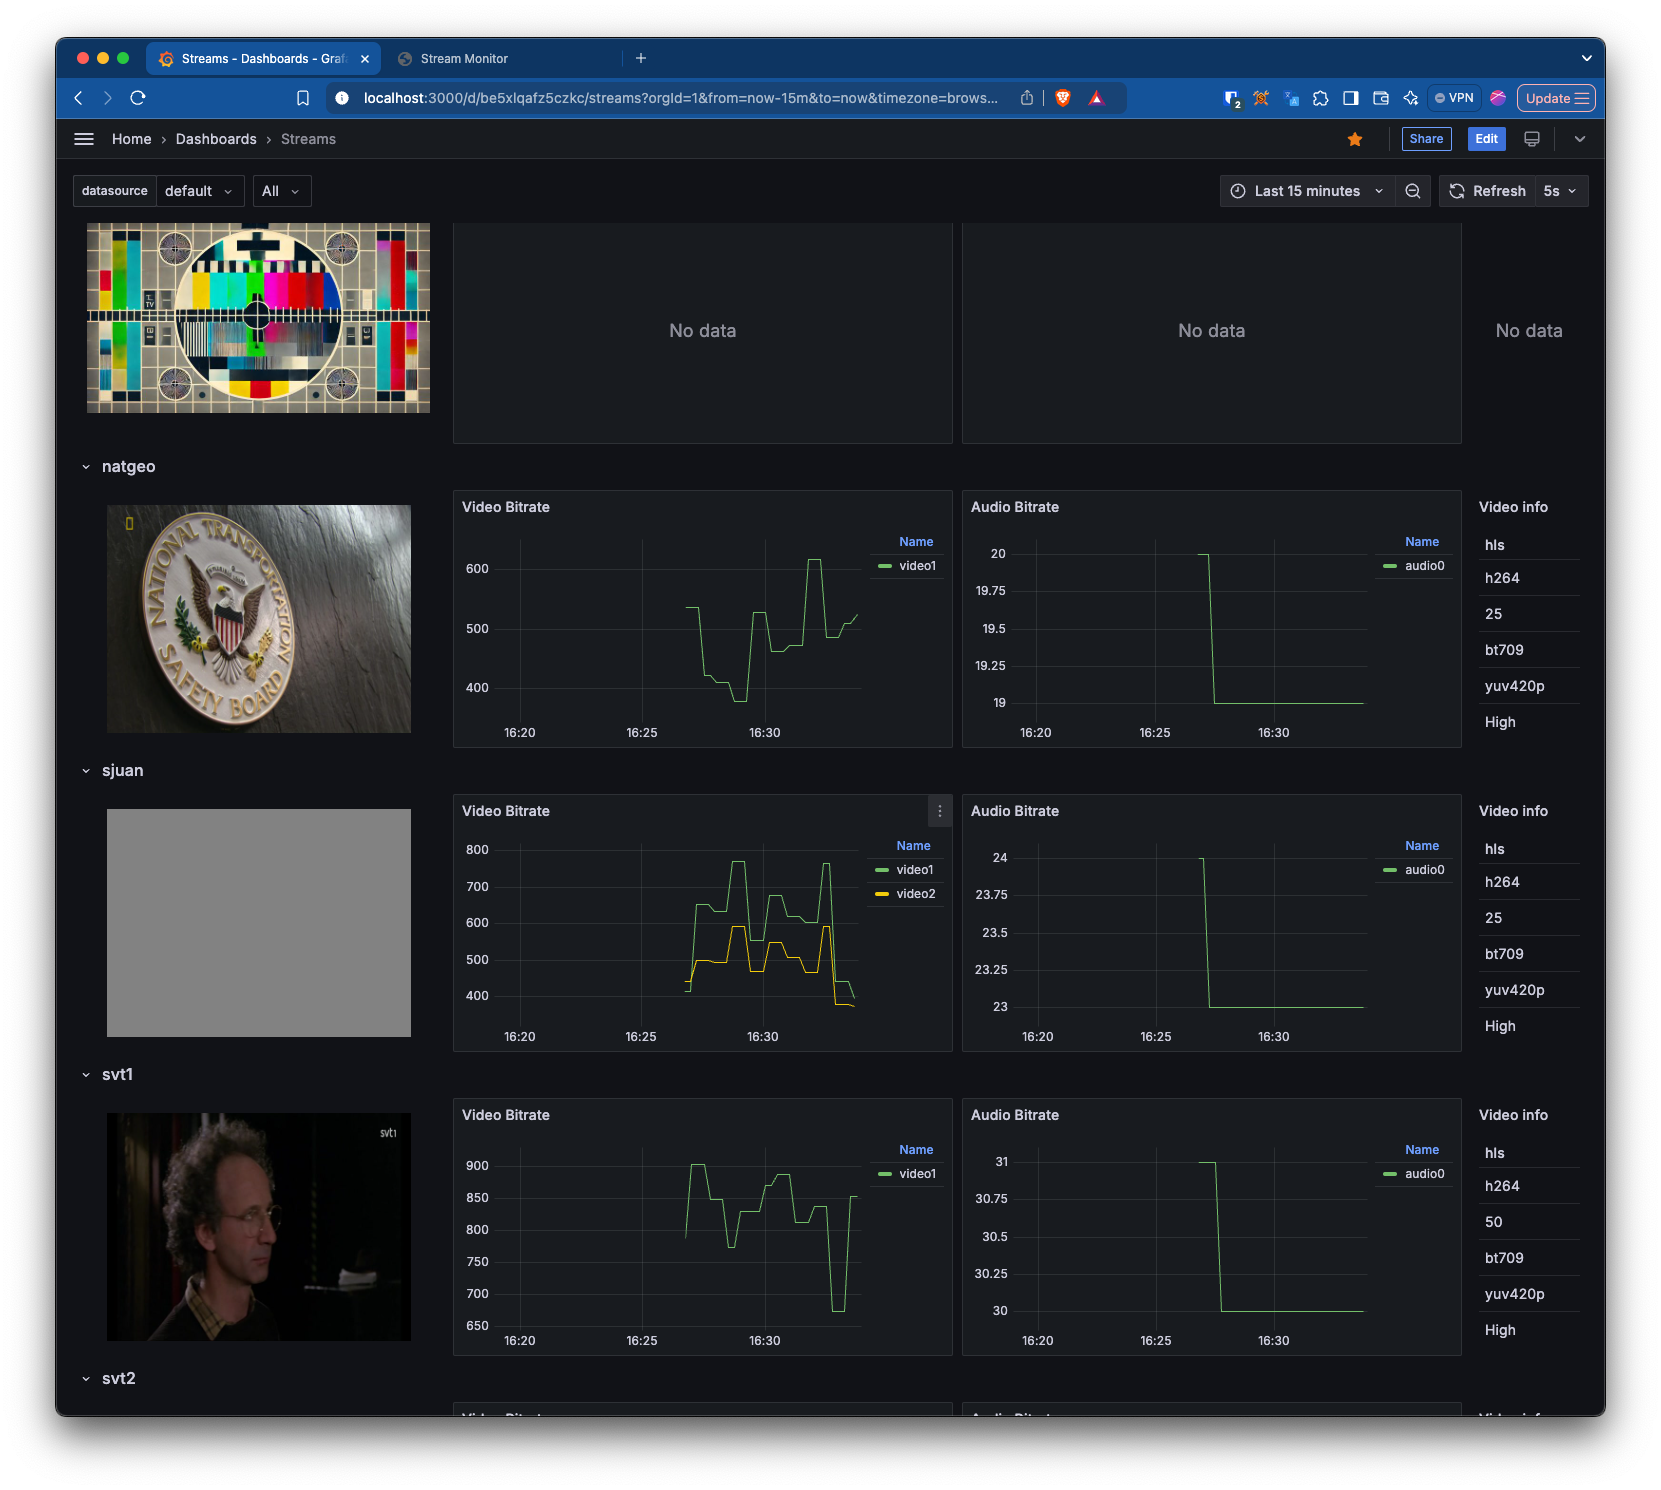 Streams - Dashboards - Graf
Stream Monitor
localhost:3000/d/be5xlqafz5czkc/streams?orgId=1&from=now-15m&to=now&timezone=brows...
2
VPN
Update
Home › Dashboards › Streams
Share
Edit
datasource
default
All
Last 15 minutes
Refresh
5s
No data
No data
No data
natgeo
NATIONAL TRANSPORTATION
SAFETY BOARD
Video Bitrate
600
500
400
16:20
16:25
16:30
Name
video1
Audio Bitrate
20
19.75
19.5
19.25
19
16:20
16:25
16:30
Name
audio0
Video info
hls
h264
25
bt709
yuv420p
High
sjuan
Video Bitrate
800
700
600
500
400
16:20
16:25
16:30
Name
video1
video2
Audio Bitrate
24
23.75
23.5
23.25
23
16:20
16:25
16:30
Name
audio0
Video info
hls
h264
25
bt709
yuv420p
High
svt1
svt1
Video Bitrate
900
850
800
750
700
650
16:20
16:25
16:30
Name
video1
Audio Bitrate
31
30.75
30.5
30.25
30
16:20
16:25
16:30
Name
audio0
Video info
hls
h264
50
bt709
yuv420p
High
svt2